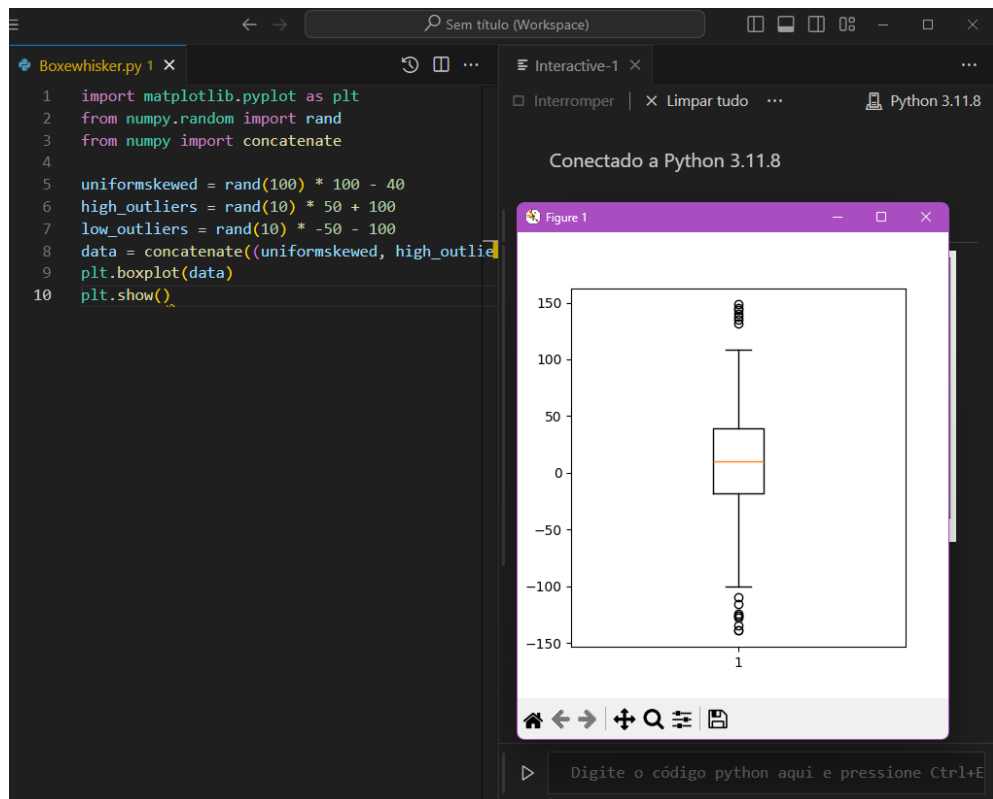 Sem título (Workspace)
Boxewhisker.py 1
1 import matplotlib.pyplot as plt
2 from numpy.random import rand
3 from numpy import concatenate
4
5 uniformskewed = rand(100) * 100 - 40
6 high_outliers = rand(10) * 50 + 100
7 low_outliers = rand(10) * -50 - 100
8 data = concatenate((uniformskewed, high_outlie
9 plt.boxplot(data)
10 plt.show()
Interactive-1
Interromper | Limpar tudo ... Python 3.11.8
Conectado a Python 3.11.8
Figure 1
150
100
50
0
−50
−100
−150
1
Digite o código python aqui e pressione Ctrl+E